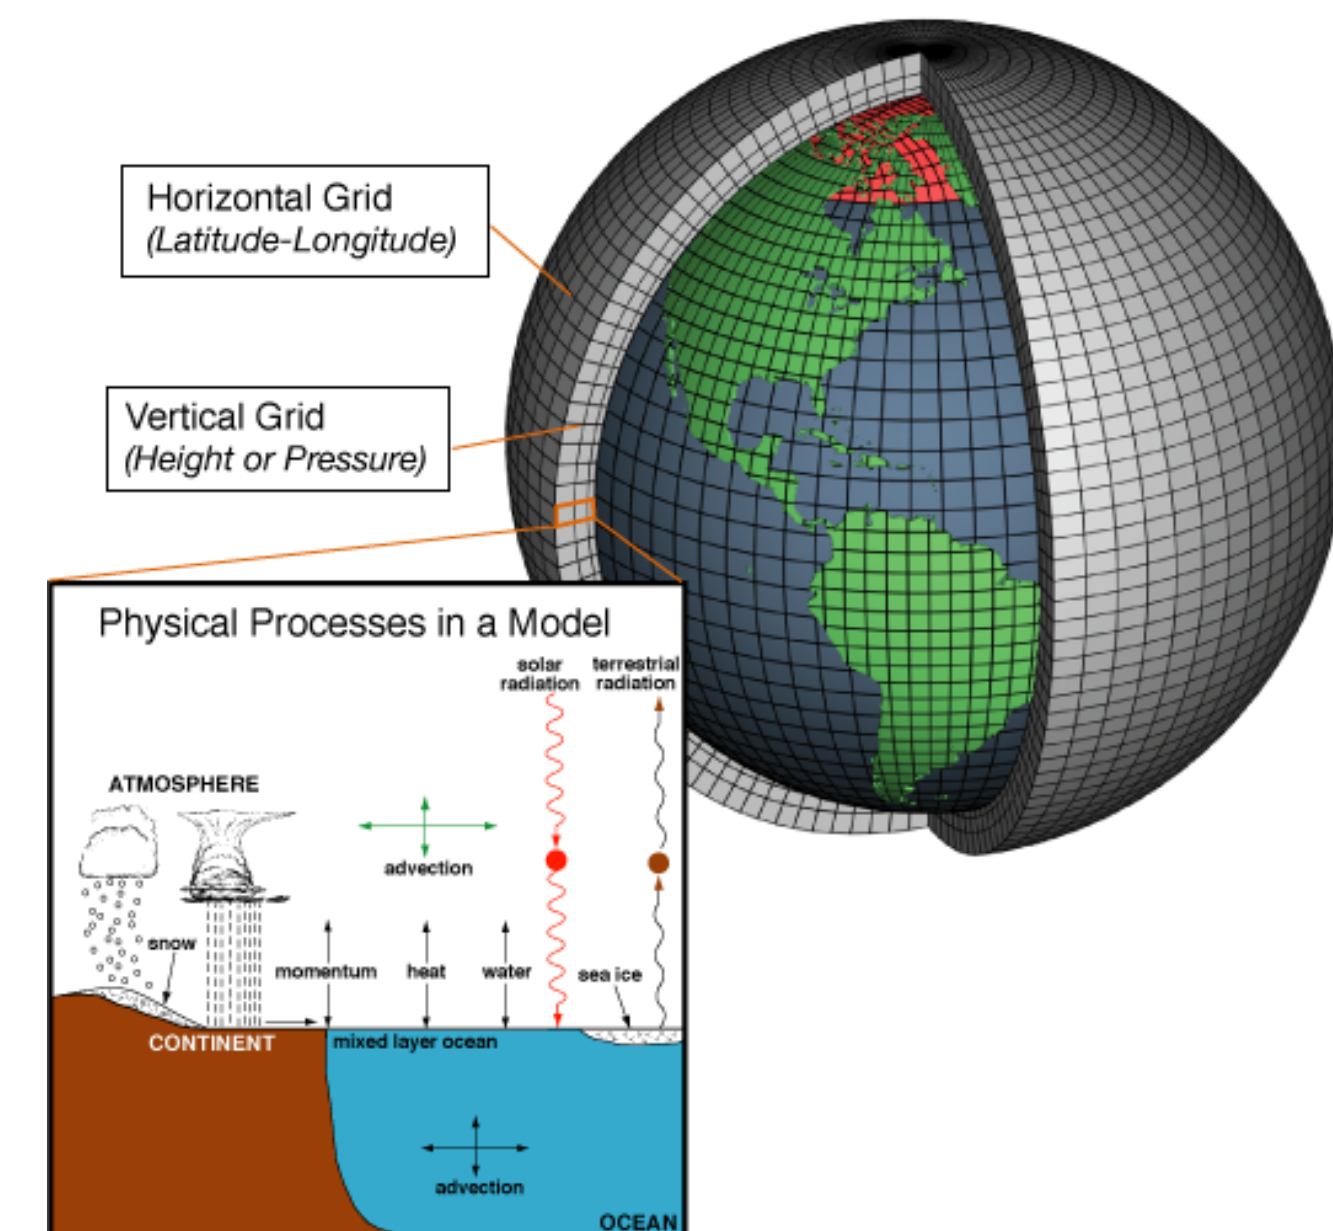 Horizontal Grid
(Latitude-Longitude)
Vertical Grid
(Height or Pressure)
Physical Processes in a Model
solar
radiation
terrestrial
radiation
ATMOSPHERE
advection
snow
momentum
heat
water
sea ice
CONTINENT
mixed layer ocean
advection
OCEAN